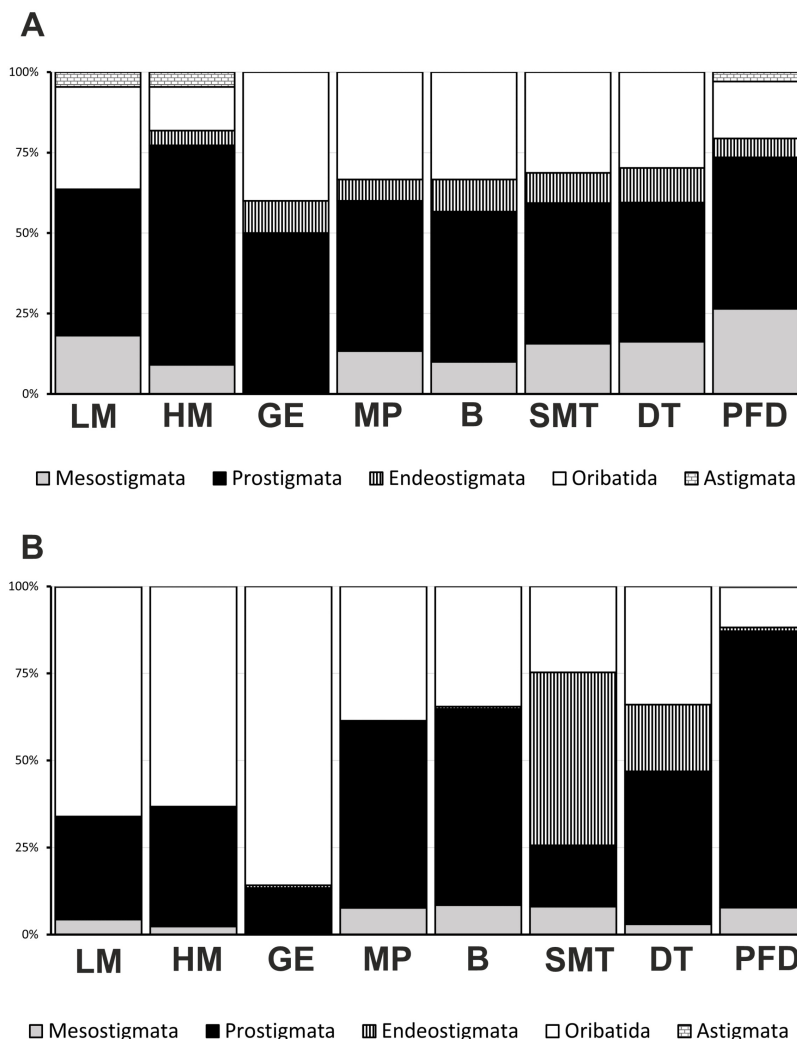 A
100%
75%
50%
25%
0%
LM HM GE MP B SMT DT PFD
Mesostigmata Prostigmata Endeostigmata Oribatida Astigmata
B
100%
75%
50%
25%
0%
LM HM GE MP B SMT DT PFD
Mesostigmata Prostigmata Endeostigmata Oribatida Astigmata